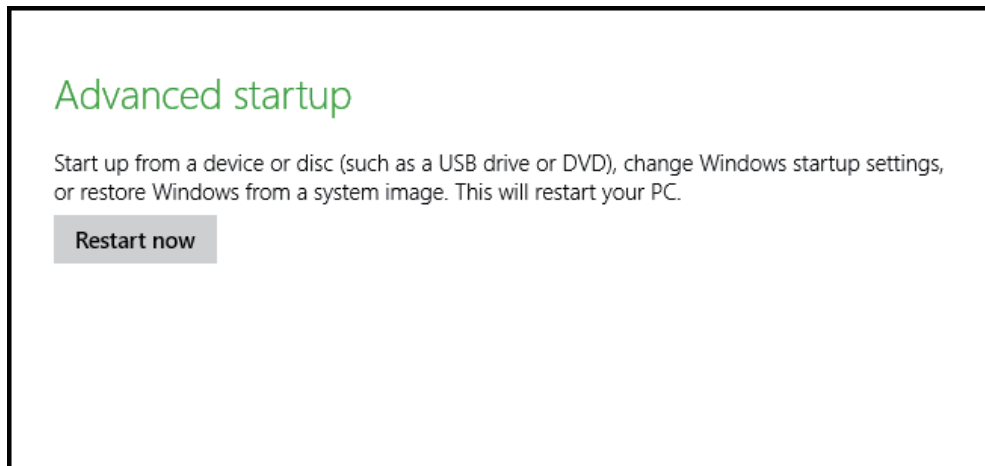 Advanced startup
Start up from a device or disc (such as a USB drive or DVD), change Windows startup settings,
or restore Windows from a system image. This will restart your PC.
Restart now